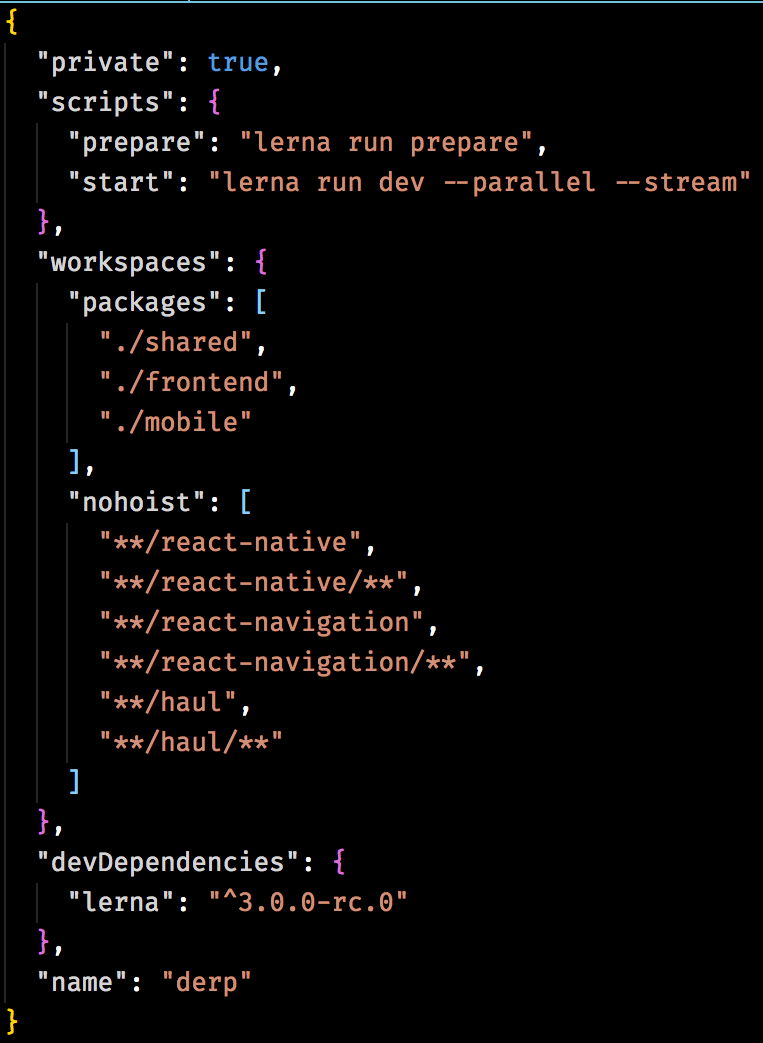 {
  "private": true,
  "scripts": {
    "prepare": "lerna run prepare",
    "start": "lerna run dev --parallel --stream"
  },
  "workspaces": {
    "packages": [
      "./shared",
      "./frontend",
      "./mobile"
    ],
    "nohoist": [
      "**/react-native",
      "**/react-native/**",
      "**/react-navigation",
      "**/react-navigation/**",
      "**/haul",
      "**/haul/**"
    ]
  },
  "devDependencies": {
    "lerna": "^3.0.0-rc.0"
  },
  "name": "derp"
}